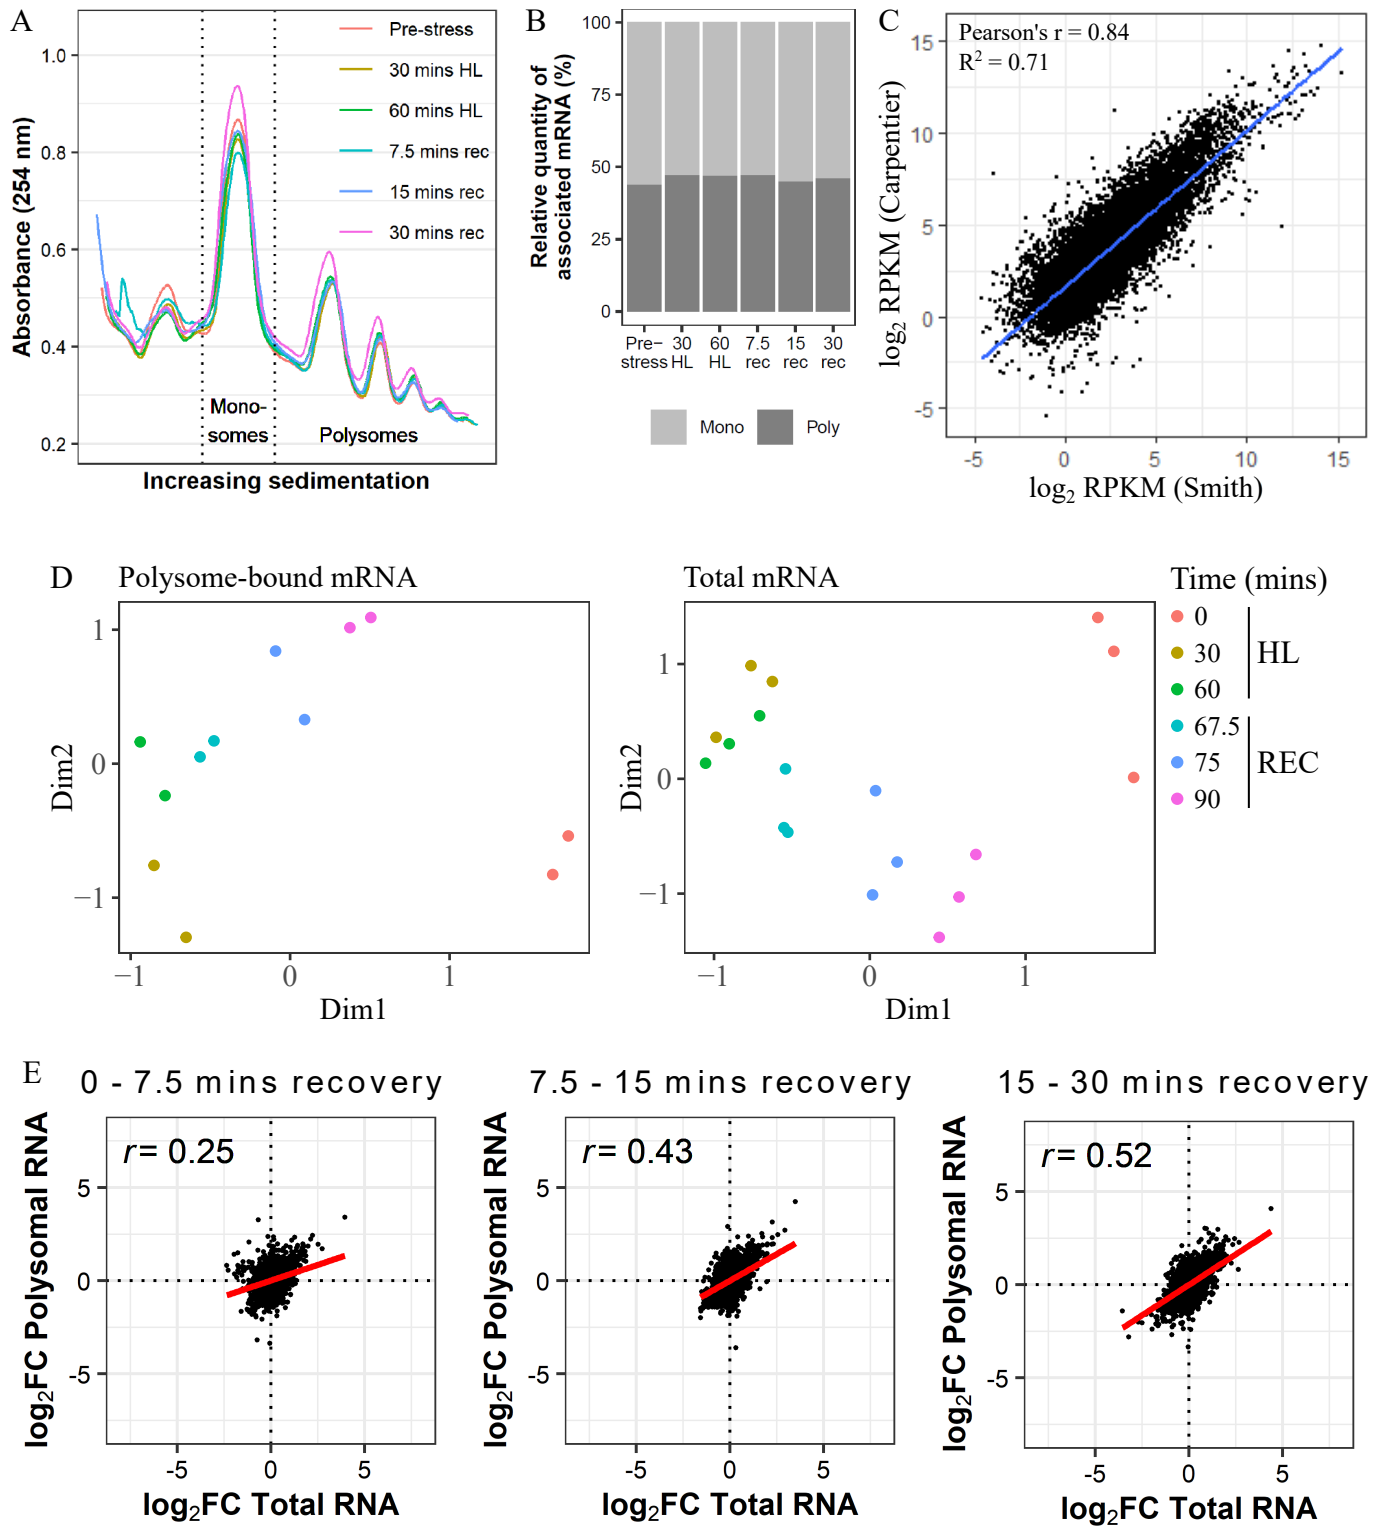 A
Absorbance (254 nm)
1.0
0.8
0.6
0.4
0.2
Pre-stress
30 mins HL
60 mins HL
7.5 mins rec
15 mins rec
30 mins rec
Mono-
somes
Polysomes
Increasing sedimentation
B
Relative quantity of
associated mRNA (%)
100
75
50
25
0
Pre-
stress
30
HL
60
HL
7.5
rec
15
rec
30
rec
Mono
Poly
C
log₂ RPKM (Carpentier)
Pearson's r = 0.84
R² = 0.71
15
10
5
0
-5
-5
0
5
10
15
log₂ RPKM (Smith)
D
Polysome-bound mRNA
Dim2
1
0
−1
−1
0
1
Dim1
Total mRNA
Dim2
1
0
−1
−1
0
1
Dim1
Time (mins)
0
30
60
HL
67.5
75
90
REC
E
0 - 7.5 mins recovery
log₂FC Polysomal RNA
r= 0.25
5
0
-5
-5
0
5
log₂FC Total RNA
7.5 - 15 mins recovery
log₂FC Polysomal RNA
r= 0.43
5
0
-5
-5
0
5
log₂FC Total RNA
15 - 30 mins recovery
log₂FC Polysomal RNA
r= 0.52
5
0
-5
-5
0
5
log₂FC Total RNA